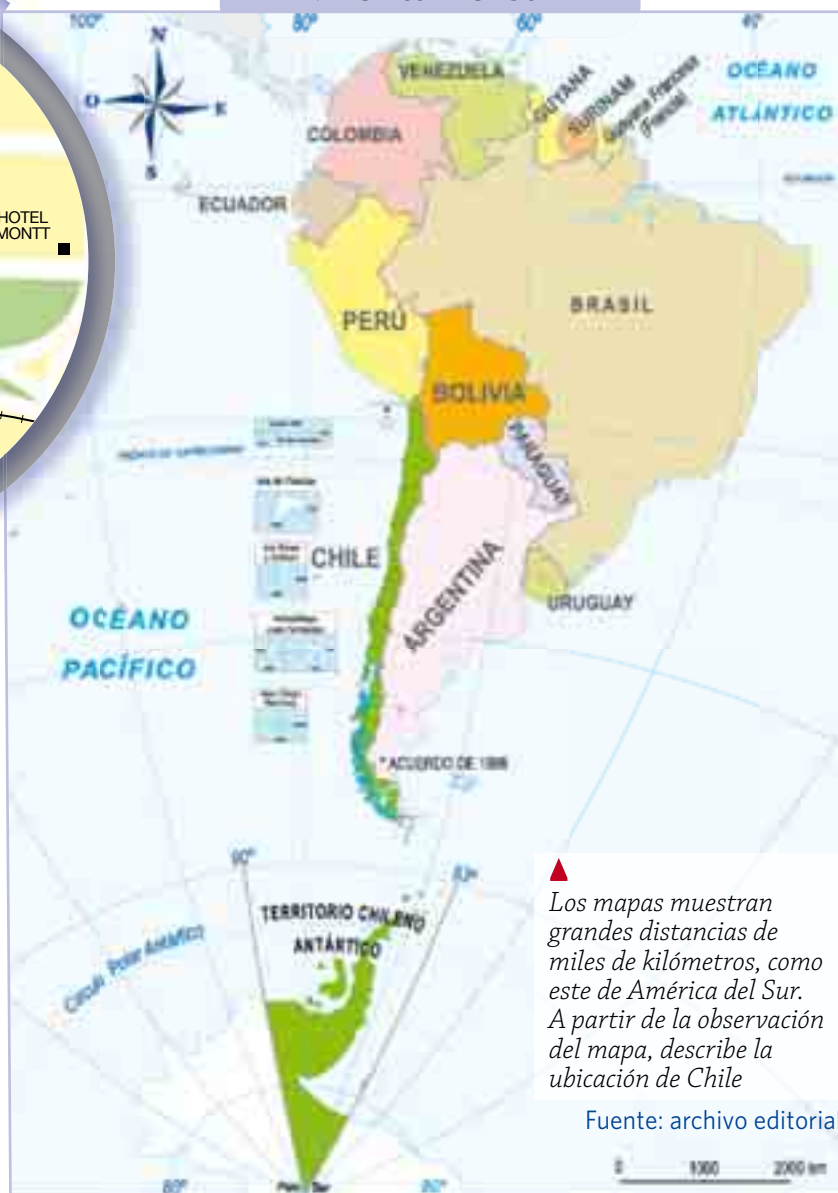 100°
80°
60°
40°
N
O
E
S
HOTEL
MONTT
VENEZUELA
GUYANA
SURINAM
Guayana Francesa
(Francia)
OCÉANO
ATLÁNTICO
COLOMBIA
ECUADOR
BRASIL
PERÚ
BOLIVIA
PARAGUAY
CHILE
ARGENTINA
URUGUAY
OCÉANO
PACÍFICO
* ACUERDO DE 1998
90°
53°
TERRITORIO CHILENO
ANTÁRTICO
Círculo Polar Antártico
Los mapas muestran
grandes distancias de
miles de kilómetros, como
este de América del Sur.
A partir de la observación
del mapa, describe la
ubicación de Chile
Fuente: archivo editorial
0 1000 2000 km
Polo Sur